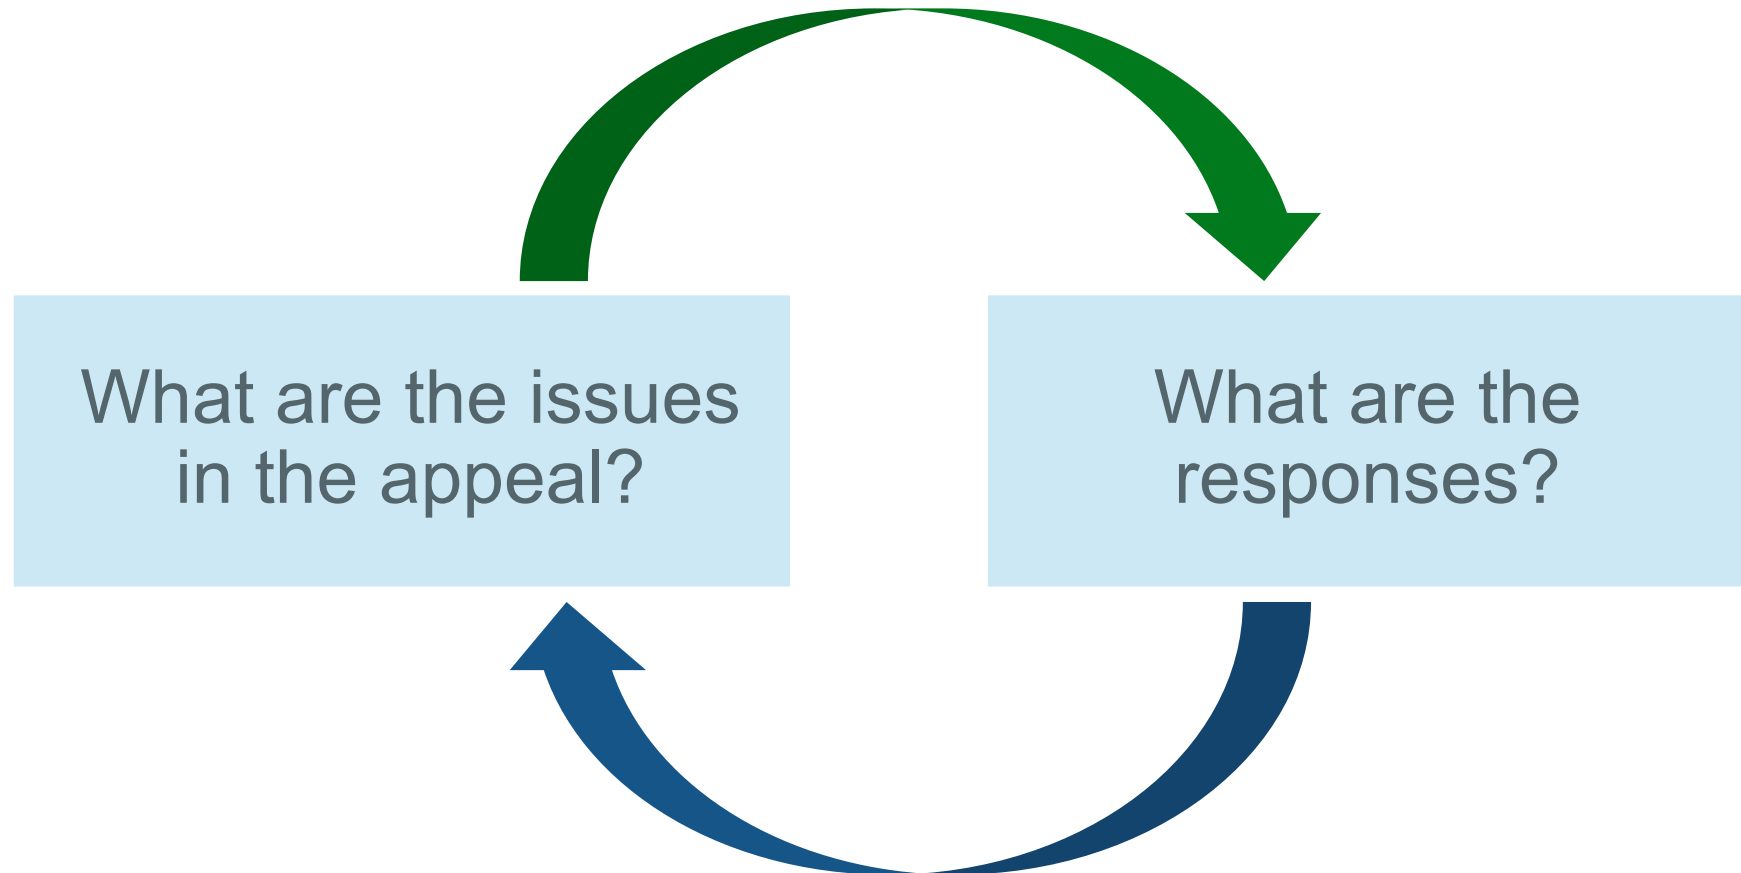 What are the issues
in the appeal?
What are the
responses?